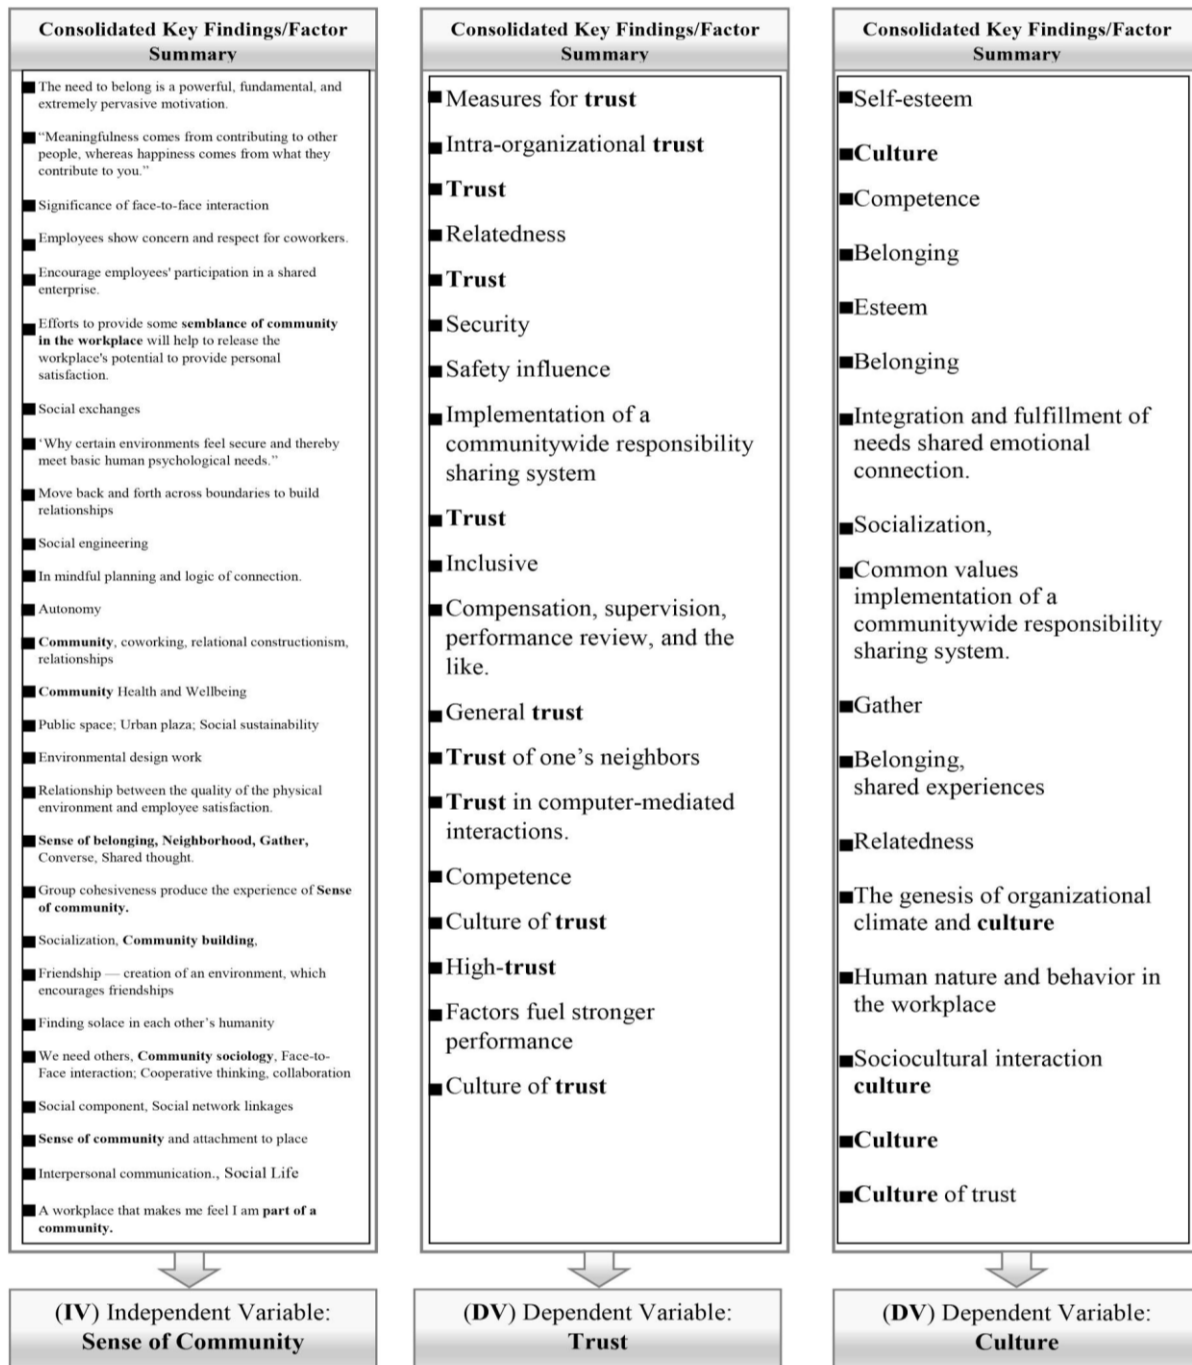 Consolidated Key Findings/Factor
Summary
The need to belong is a powerful, fundamental, and
extremely pervasive motivation.
"Meaningfulness comes from contributing to other
people, whereas happiness comes from what they
contribute to you."
Significance of face-to-face interaction
Employees show concern and respect for coworkers.
Encourage employees' participation in a shared
enterprise.
Efforts to provide some semblance of community
in the workplace will help to release the
workplace's potential to provide personal
satisfaction.
Social exchanges
'Why certain environments feel secure and thereby
meet basic human psychological needs."
Move back and forth across boundaries to build
relationships
Social engineering
In mindful planning and logic of connection.
Autonomy
Community, coworking, relational constructionism,
relationships
Community Health and Wellbeing
Public space; Urban plaza; Social sustainability
Environmental design work
Relationship between the quality of the physical
environment and employee satisfaction.
Sense of belonging, Neighborhood, Gather,
Converse, Shared thought.
Group cohesiveness produce the experience of Sense
of community.
Socialization, Community building,
Friendship — creation of an environment, which
encourages friendships
Finding solace in each other's humanity
We need others, Community sociology, Face-to-
Face interaction; Cooperative thinking, collaboration
Social component, Social network linkages
Sense of community and attachment to place
Interpersonal communication., Social Life
A workplace that makes me feel I am part of a
community.
(IV) Independent Variable:
Sense of Community
Consolidated Key Findings/Factor
Summary
Measures for trust
Intra-organizational trust
Trust
Relatedness
Trust
Security
Safety influence
Implementation of a
communitywide responsibility
sharing system
Trust
Inclusive
Compensation, supervision,
performance review, and the
like.
General trust
Trust of one's neighbors
Trust in computer-mediated
interactions.
Competence
Culture of trust
High-trust
Factors fuel stronger
performance
Culture of trust
(DV) Dependent Variable:
Trust
Consolidated Key Findings/Factor
Summary
Self-esteem
Culture
Competence
Belonging
Esteem
Belonging
Integration and fulfillment of
needs shared emotional
connection.
Socialization,
Common values
implementation of a
communitywide responsibility
sharing system.
Gather
Belonging,
shared experiences
Relatedness
The genesis of organizational
climate and culture
Human nature and behavior in
the workplace
Sociocultural interaction
culture
Culture
Culture of trust
(DV) Dependent Variable:
Culture